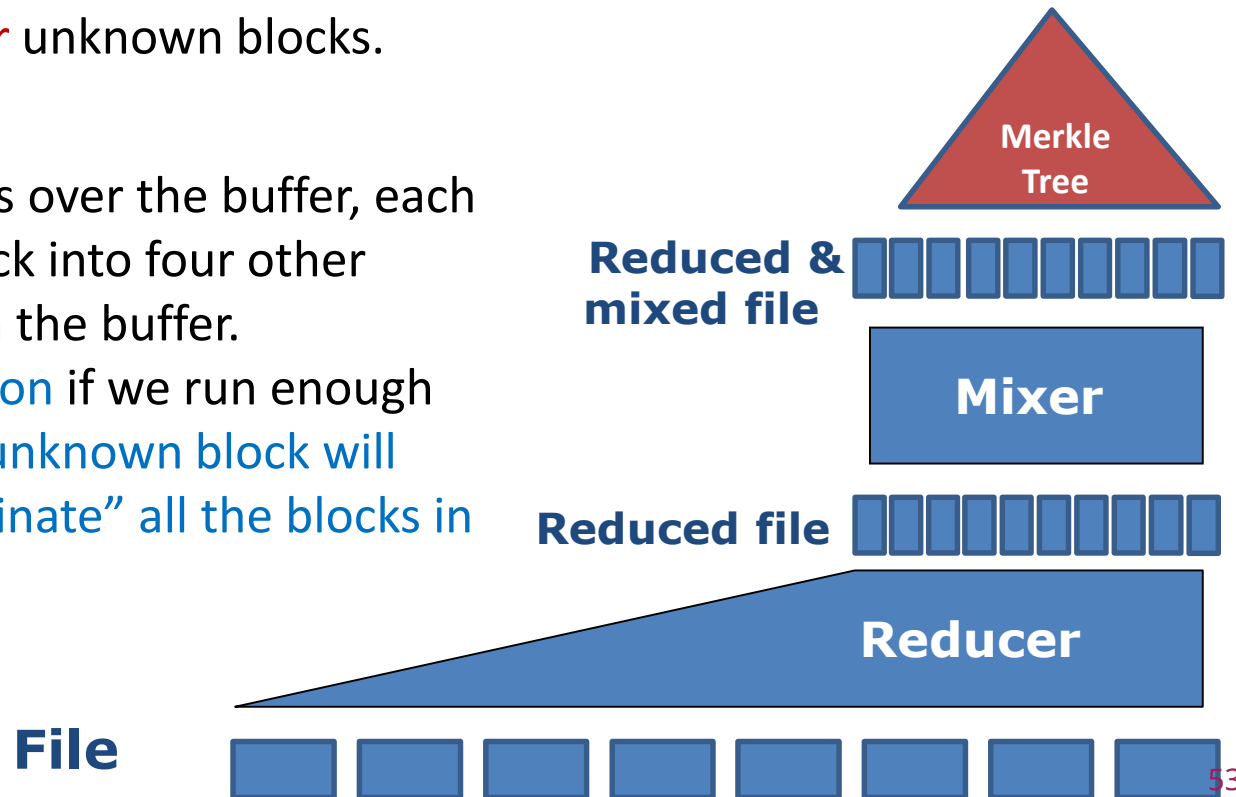 r unknown blocks.
s over the buffer, each
ck into four other
the buffer.
on if we run enough
unknown block will
inate” all the blocks in
Merkle
Tree
Reduced &
mixed file
Mixer
Reduced file
Reducer
File
53